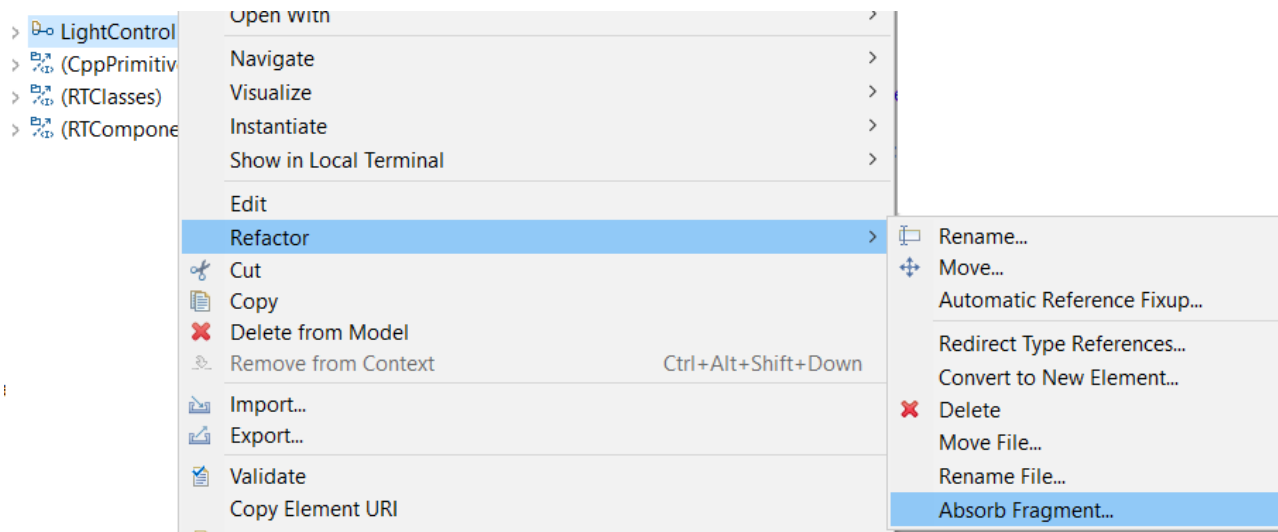 Open With
LightControl
(CppPrimitiv
(RTClasses)
(RTCompone
Navigate
Visualize
Instantiate
Show in Local Terminal
Edit
Refactor
Cut
Copy
Delete from Model
Remove from Context Ctrl+Alt+Shift+Down
Import...
Export...
Validate
Copy Element URI
Rename...
Move...
Automatic Reference Fixup...
Redirect Type References...
Convert to New Element...
Delete
Move File...
Rename File...
Absorb Fragment...